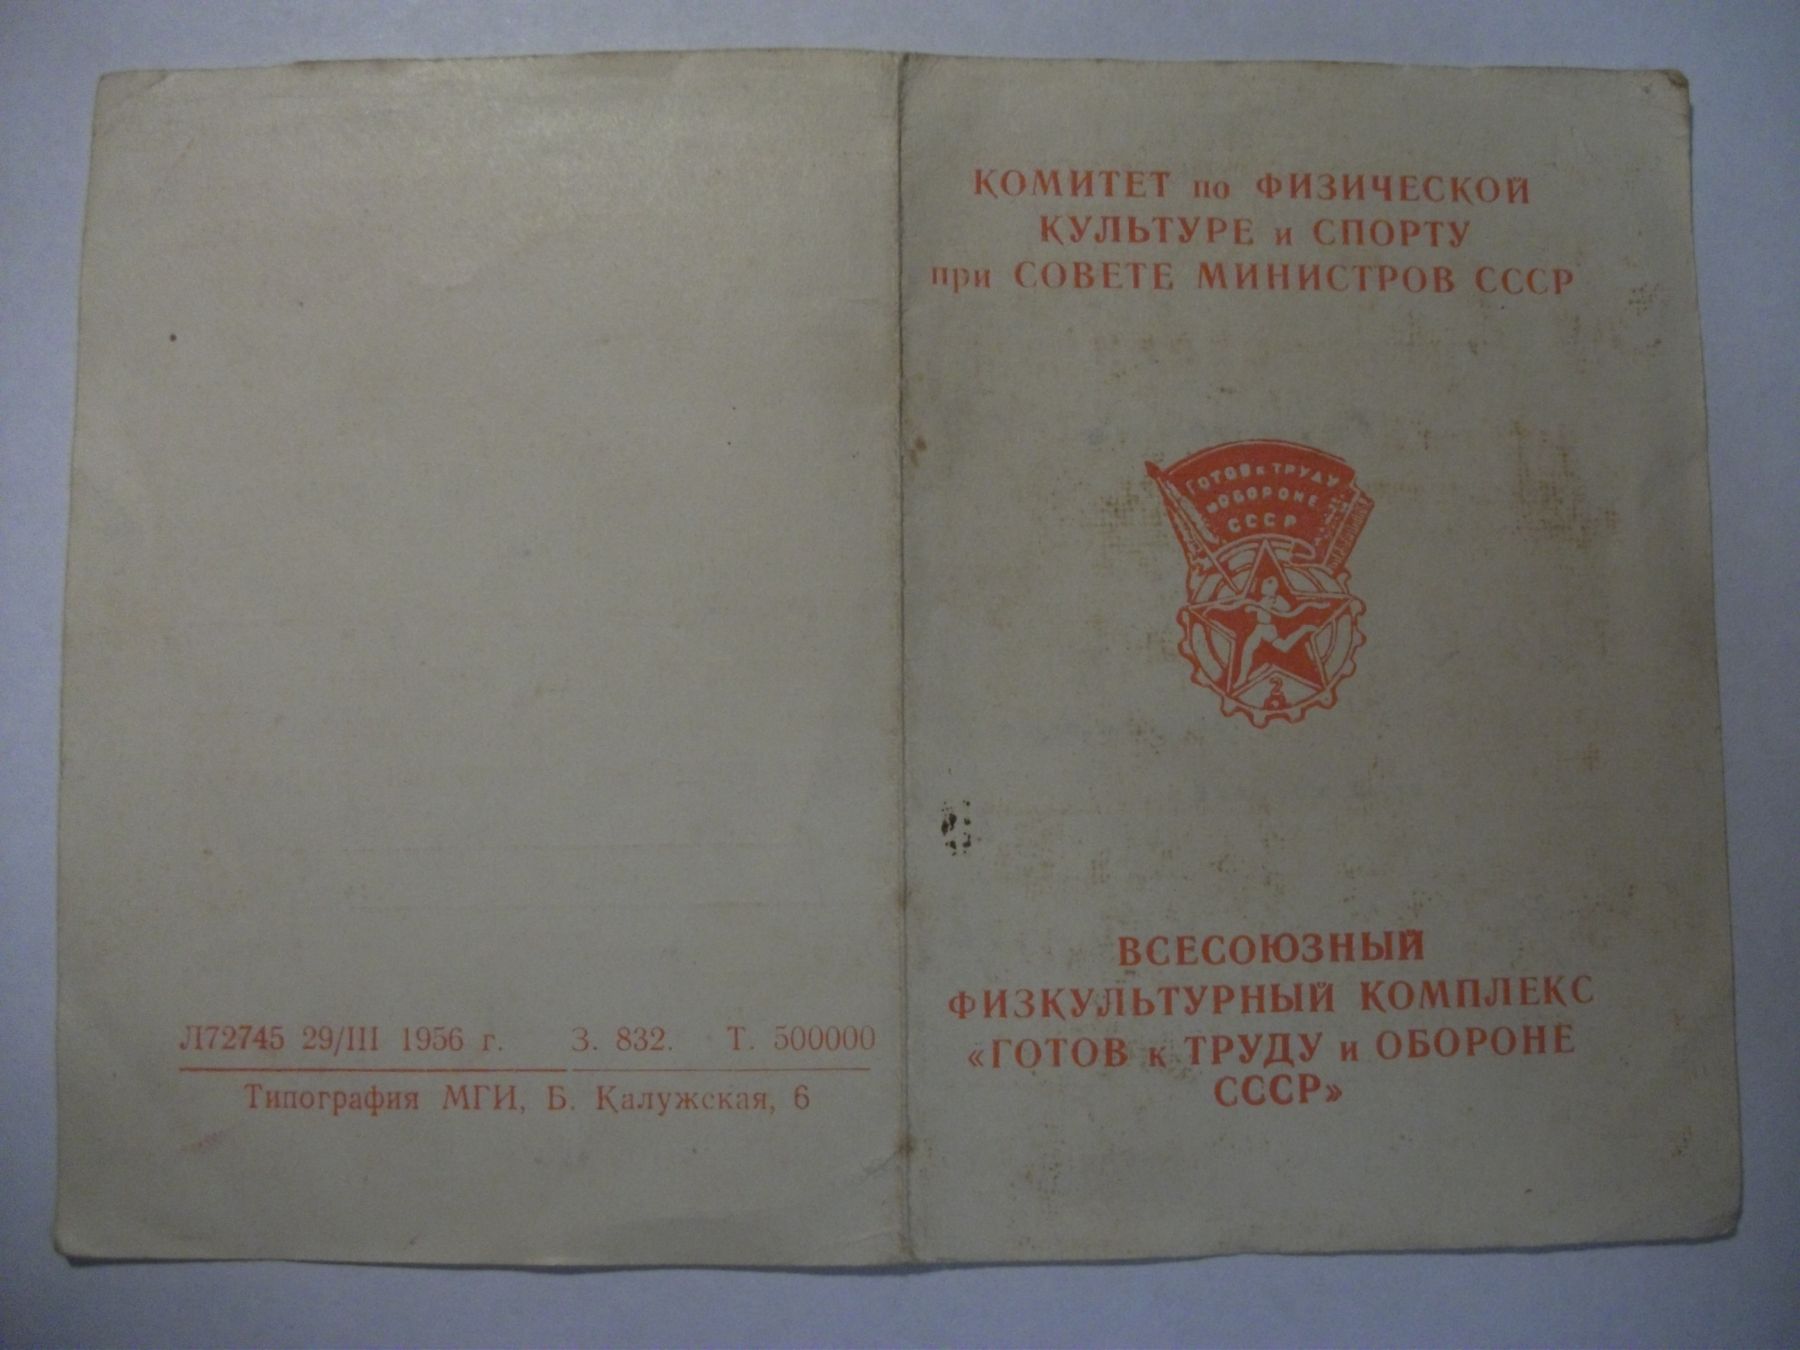 КОМИТЕТ по ФИЗИЧЕСКОЙ
КУЛЬТУРЕ и СПОРТУ
при СОВЕТЕ МИНИСТРОВ СССР
ГОТОВ к ТРУДУ
и ОБОРОНЕ
СССР
2
ВСЕСОЮЗНЫЙ
ФИЗКУЛЬТУРНЫЙ КОМПЛЕКС
«ГОТОВ к ТРУДУ и ОБОРОНЕ
СССР»
Л72745 29/III 1956 г. З. 832. Т. 500000
Типография МГИ, Б. Калужская, 6